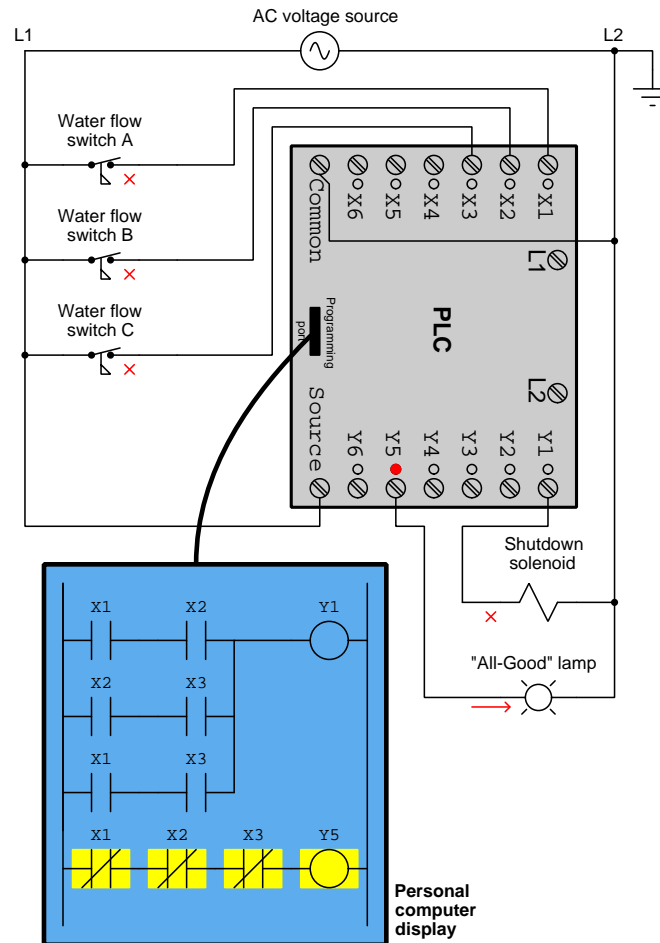 AC voltage source
L1
L2
Water flow
switch A
Water flow
switch B
Water flow
switch C
Common
X6
X5
X4
X3
X2
X1
L1
Programming
port
PLC
L2
Source
Y6
Y5
Y4
Y3
Y2
Y1
Shutdown
solenoid
"All-Good" lamp
X1
X2
Y1
X2
X3
X1
X3
X1
X2
X3
Y5
Personal
computer
display